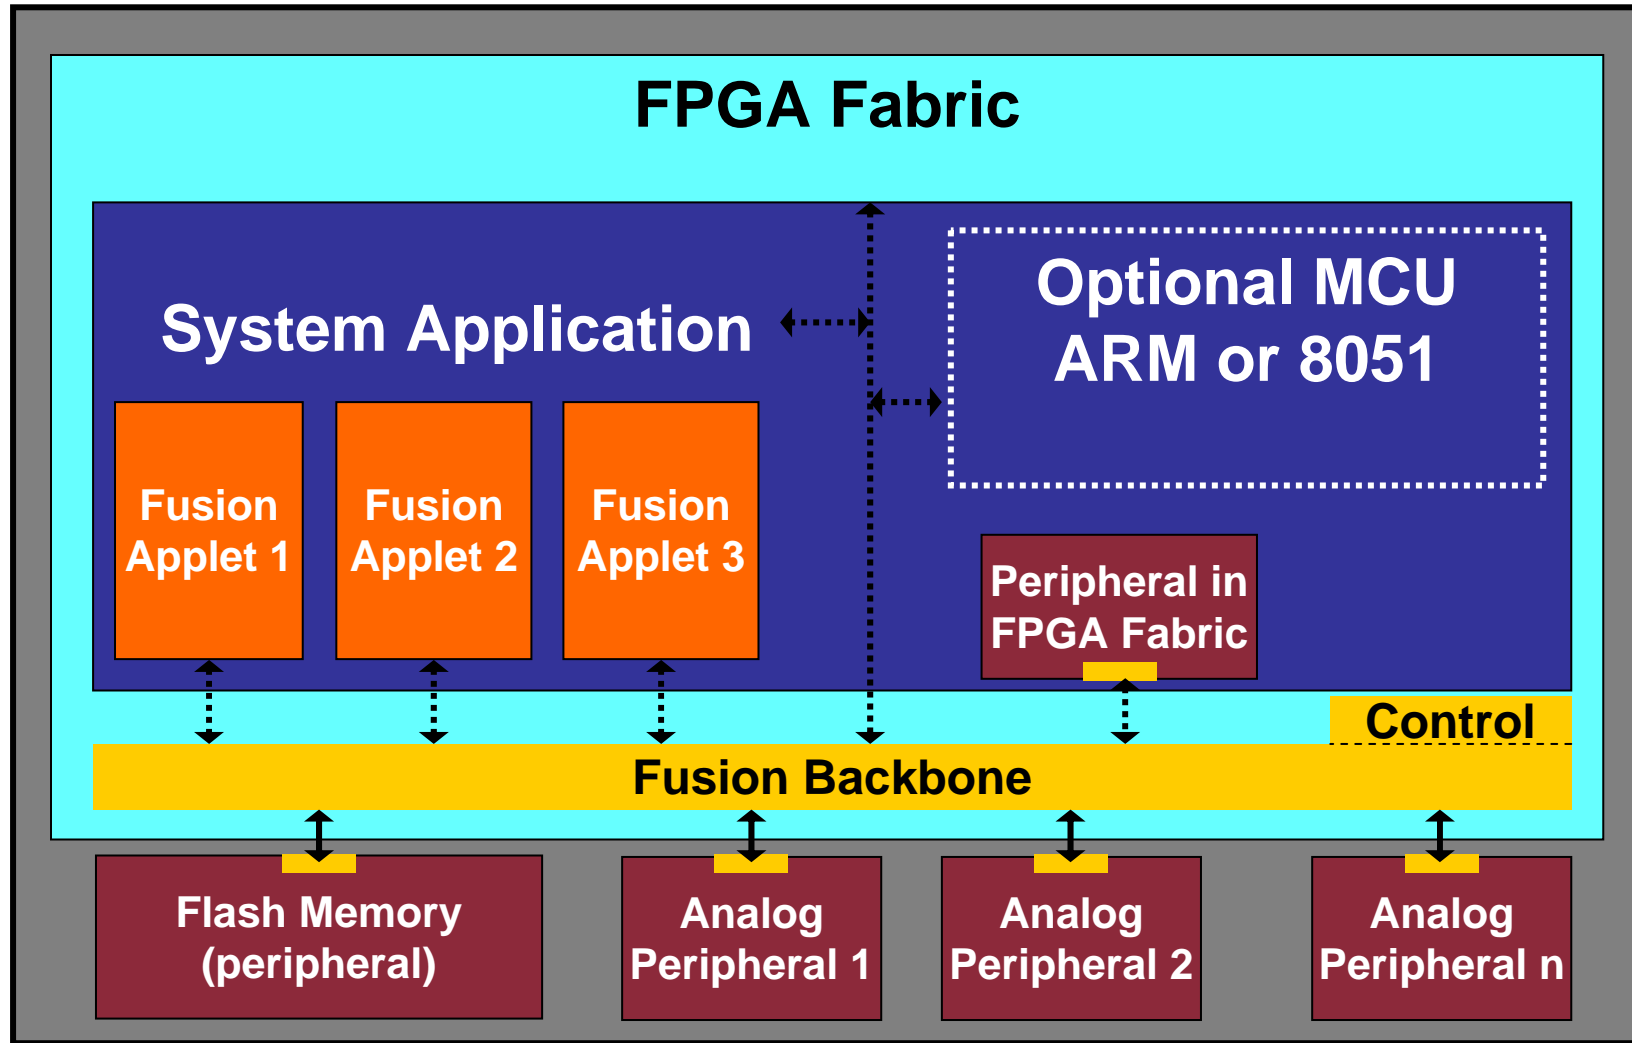 FPGA Fabric
System Application
Optional MCU
ARM or 8051
Fusion
Applet 1
Fusion
Applet 2
Fusion
Applet 3
Peripheral in
FPGA Fabric
Control
Fusion Backbone
Flash Memory
(peripheral)
Analog
Peripheral 1
Analog
Peripheral 2
Analog
Peripheral n